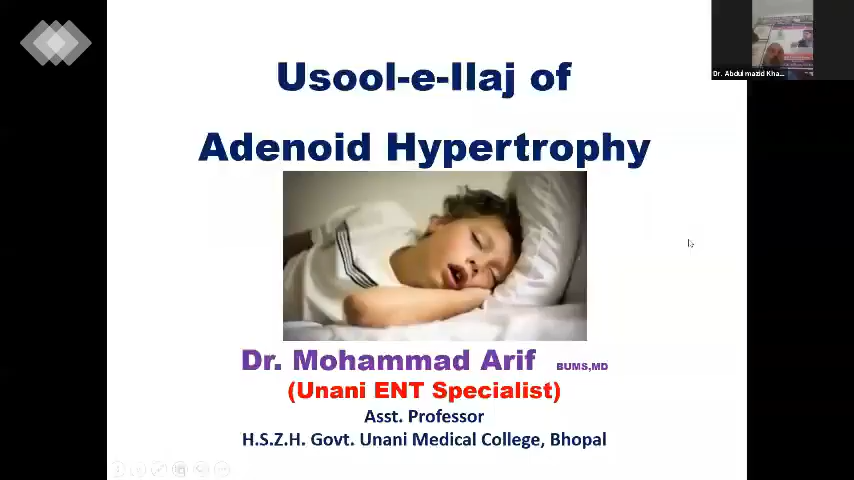 Dr. Abdul mazid Kha...
Usool-e-Ilaj of
Adenoid Hypertrophy
Dr. Mohammad Arif BUMS,MD
(Unani ENT Specialist)
Asst. Professor
H.S.Z.H. Govt. Unani Medical College, Bhopal